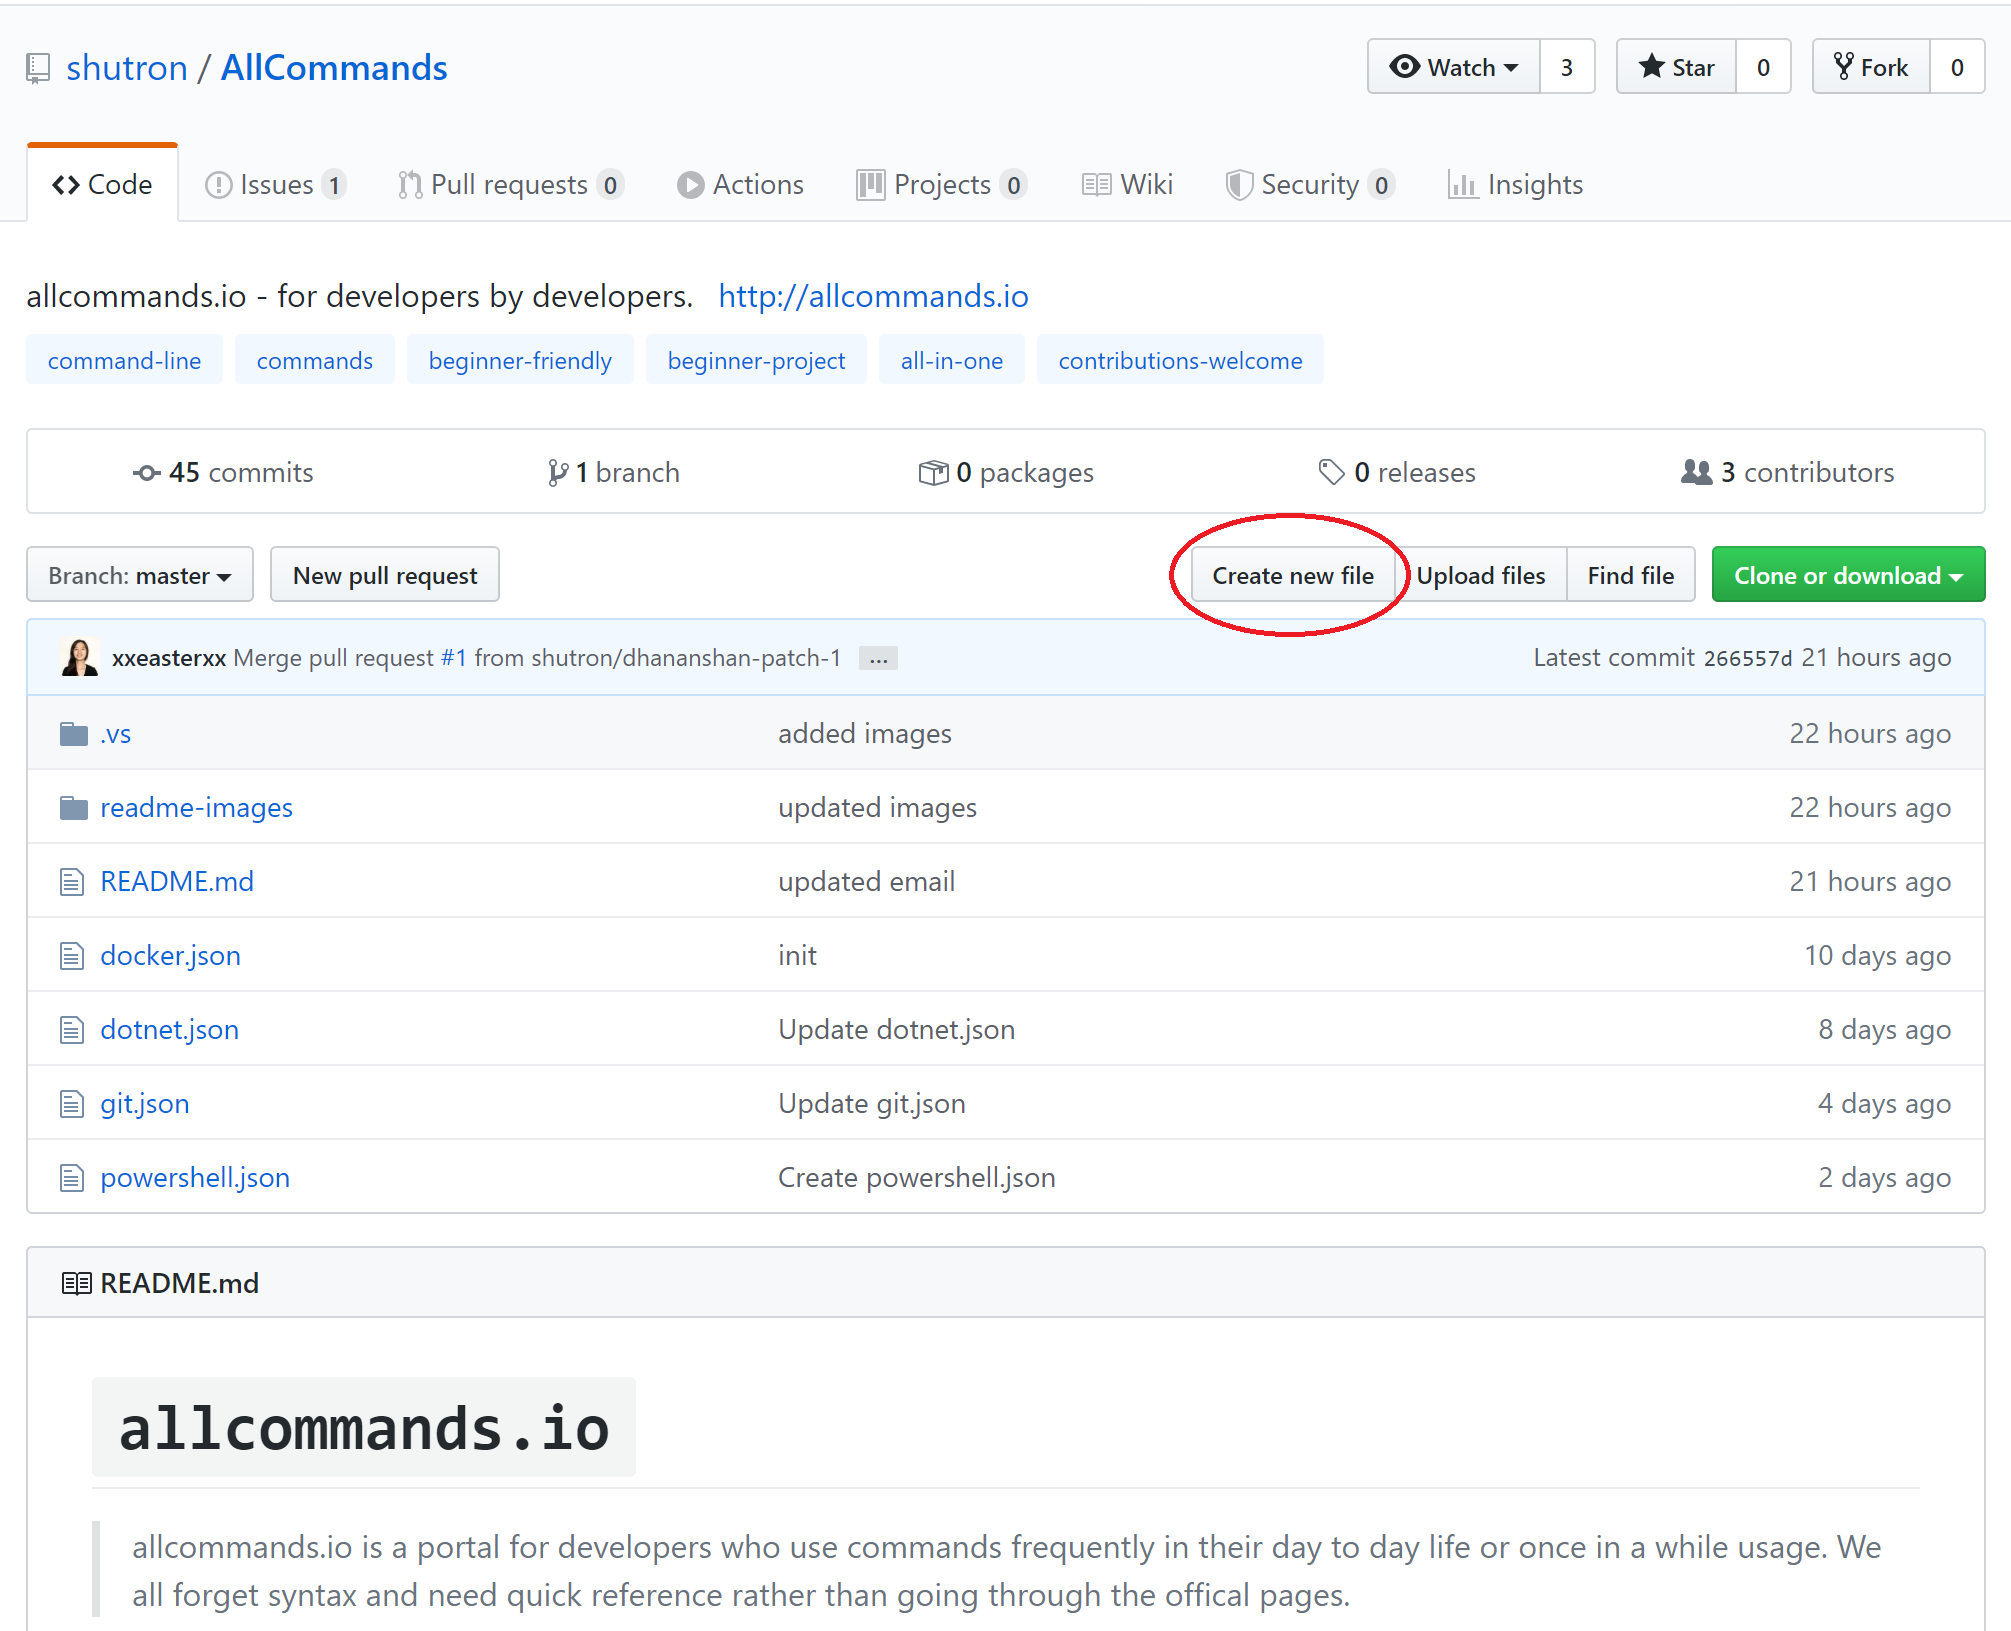 shutron / AllCommands
Watch 3 Star 0 Fork 0
Code Issues 1 Pull requests 0 Actions Projects 0 Wiki Security 0 Insights
allcommands.io - for developers by developers. http://allcommands.io
command-line commands beginner-friendly beginner-project all-in-one contributions-welcome
45 commits 1 branch 0 packages 0 releases 3 contributors
Branch: master New pull request Create new file Upload files Find file Clone or download
xxeasterxx Merge pull request #1 from shutron/dhananshan-patch-1 ... Latest commit 266557d 21 hours ago
.vs added images 22 hours ago
readme-images updated images 22 hours ago
README.md updated email 21 hours ago
docker.json init 10 days ago
dotnet.json Update dotnet.json 8 days ago
git.json Update git.json 4 days ago
powershell.json Create powershell.json 2 days ago
README.md
allcommands.io
allcommands.io is a portal for developers who use commands frequently in their day to day life or once in a while usage. We
all forget syntax and need quick reference rather than going through the offical pages.